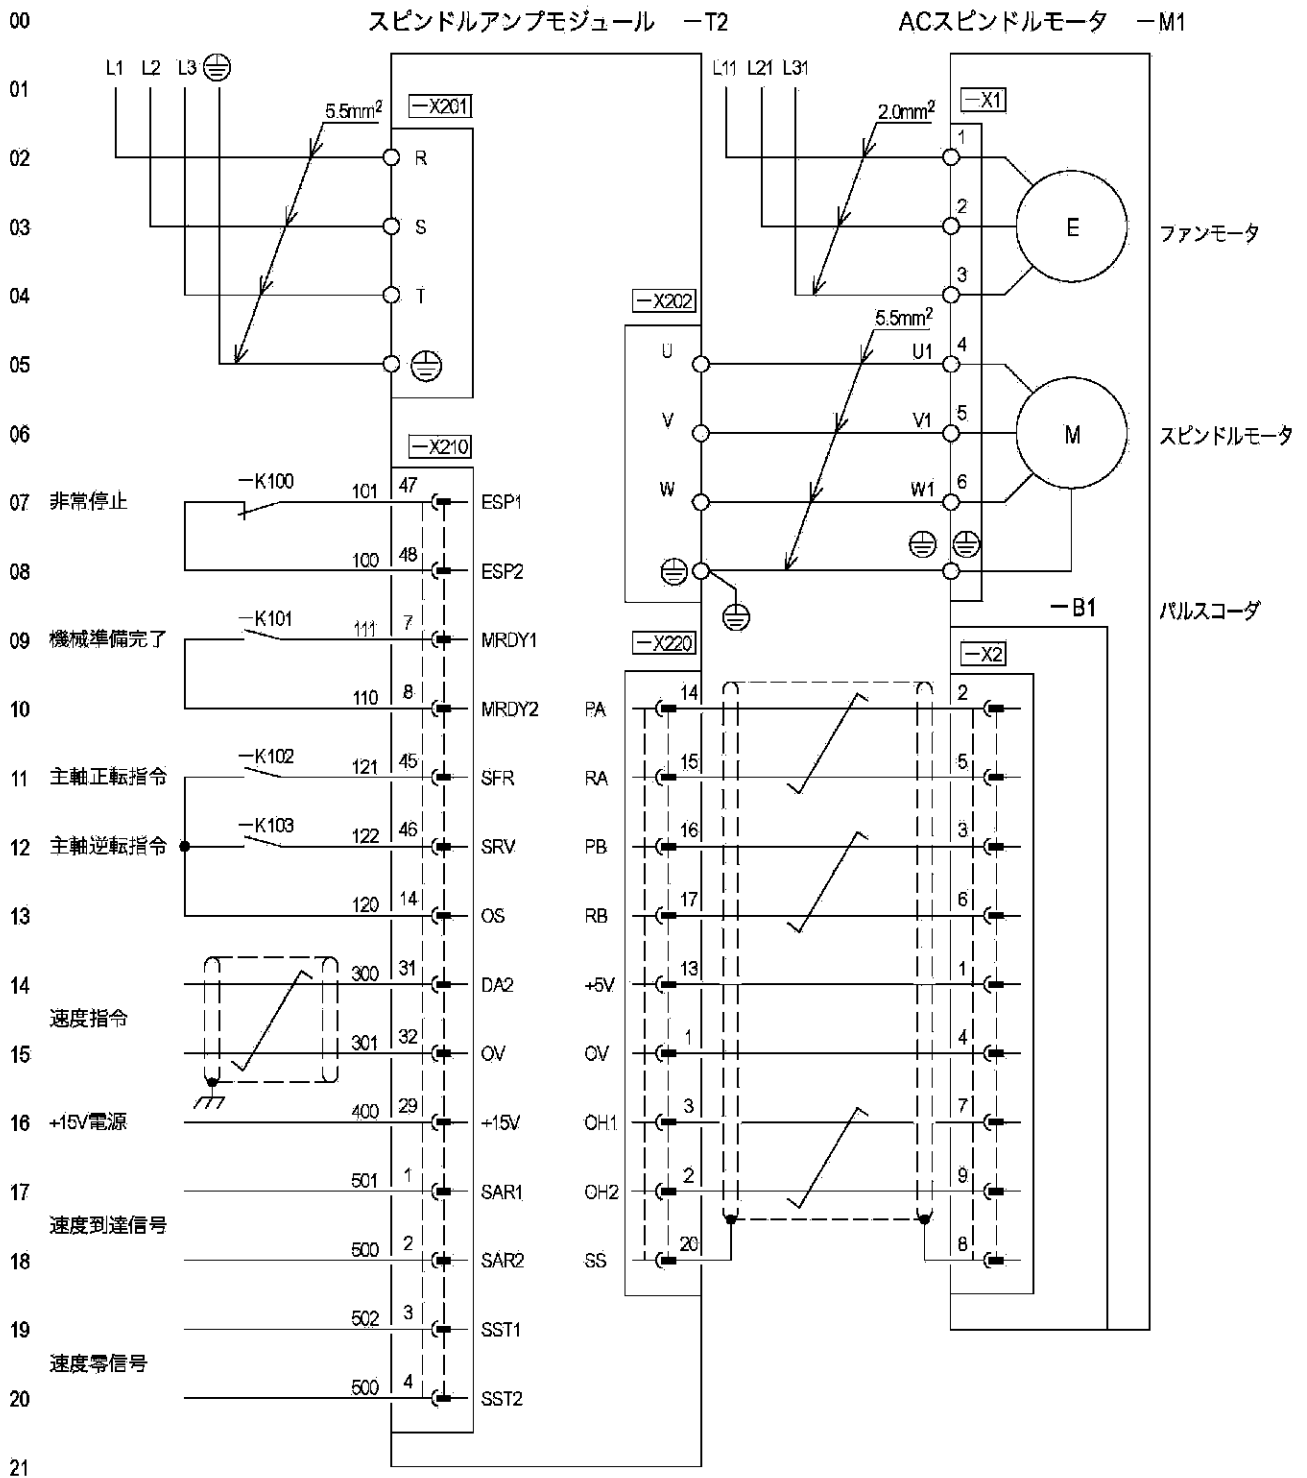 00 スピンドルアンプモジュール －T2 ACスピンドルモータ －M1
L1 L2 L3 L11 L21 L31
01 5.5mm² －X201 2.0mm² －X1
02 R 1
03 S 2 E ファンモータ
04 T 3
－X202 5.5mm²
05 U U1 4
06 V V1 5 M スピンドルモータ
－X210
07 非常停止 －K100 101 47 ESP1 W W1 6
08 100 48 ESP2
－B1 パルスコーダ
09 機械準備完了 －K101 111 7 MRDY1 －X220 －X2
10 110 8 MRDY2 PA 14 2
11 主軸正転指令 －K102 121 45 SFR RA 15 5
12 主軸逆転指令 －K103 122 46 SRV PB 16 3
13 120 14 OS RB 17 6
14 300 31 DA2 +5V 13 1
速度指令
15 301 32 OV OV 1 4
16 +15V電源 400 29 +15V OH1 3 7
17 501 1 SAR1 OH2 2 9
速度到達信号
18 500 2 SAR2 SS 20 8
19 502 3 SST1
速度零信号
20 500 4 SST2
21